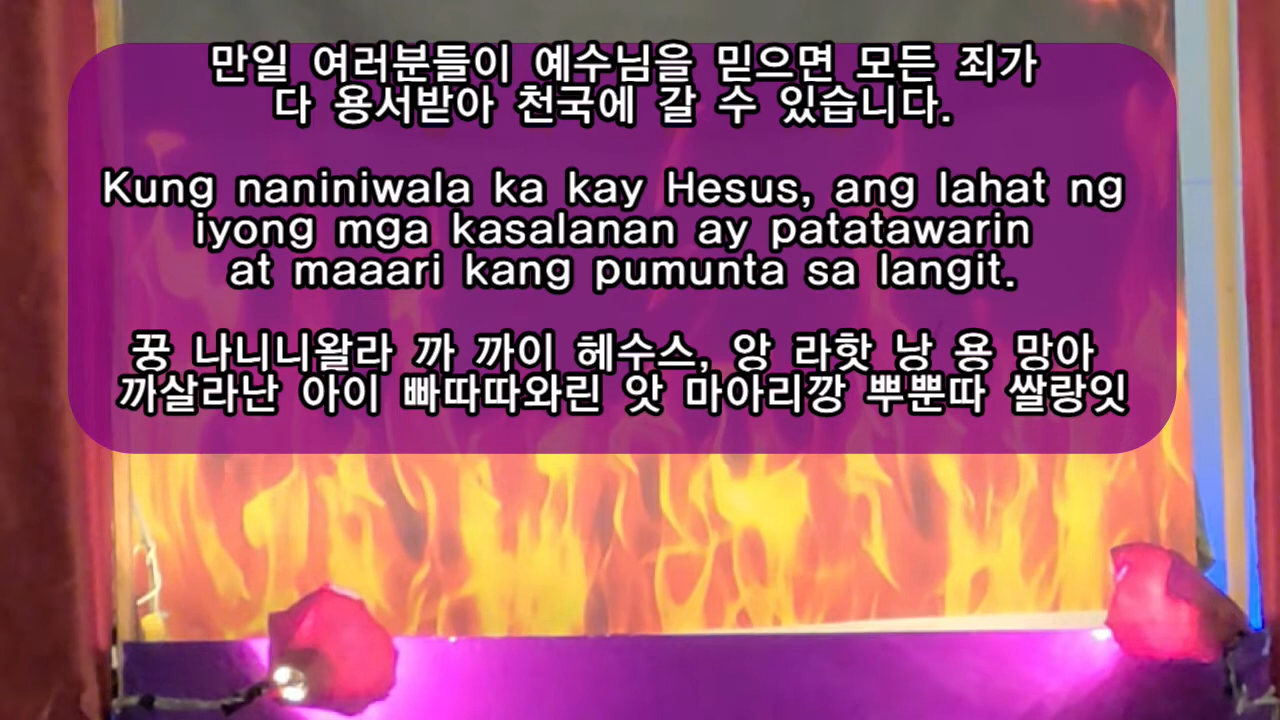 만일 여러분들이 예수님을 믿으면 모든 죄가
다 용서받아 천국에 갈 수 있습니다.
Kung naniniwala ka kay Hesus, ang lahat ng
iyong mga kasalanan ay patatawarin
at maaari kang pumunta sa langit.
꿍 나니니왈라 까 까이 헤수스, 앙 라핫 낭 용 망아
까살라난 아이 빠따따와린 앗 마아리깡 뿌뿐따 쌀랑잇